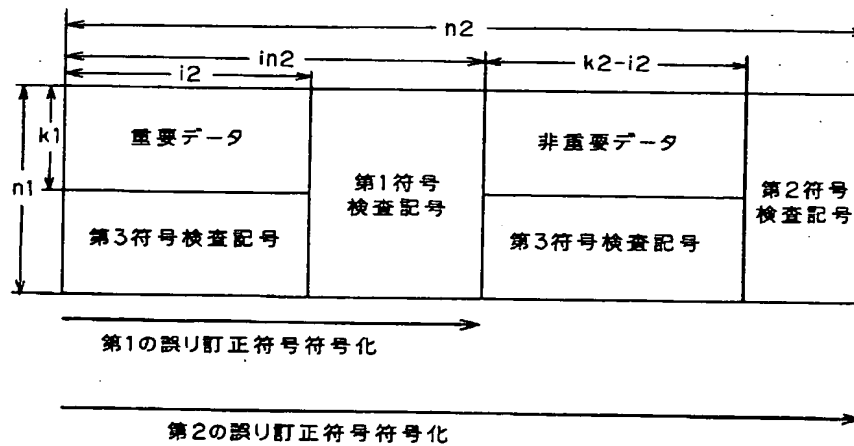 n2
in2
k2-i2
i2
k1
n1
重要データ
非重要データ
第1符号
検査記号
第2符号
検査記号
第3符号検査記号
第3符号検査記号
第1の誤り訂正符号符号化
第2の誤り訂正符号符号化